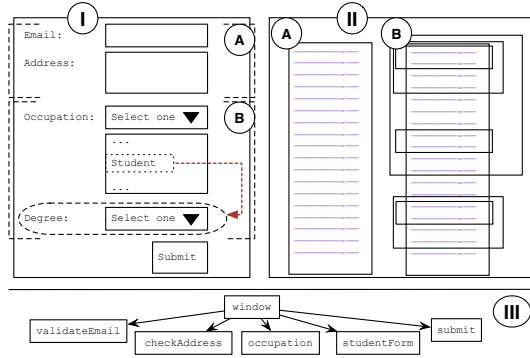 I
II
Email:
A
A
B
Address:
Occupation:
Select one
B
...
Student
...
Degree:
Select one
Submit
III
window
validateEmail
submit
checkAddress
occupation
studentForm